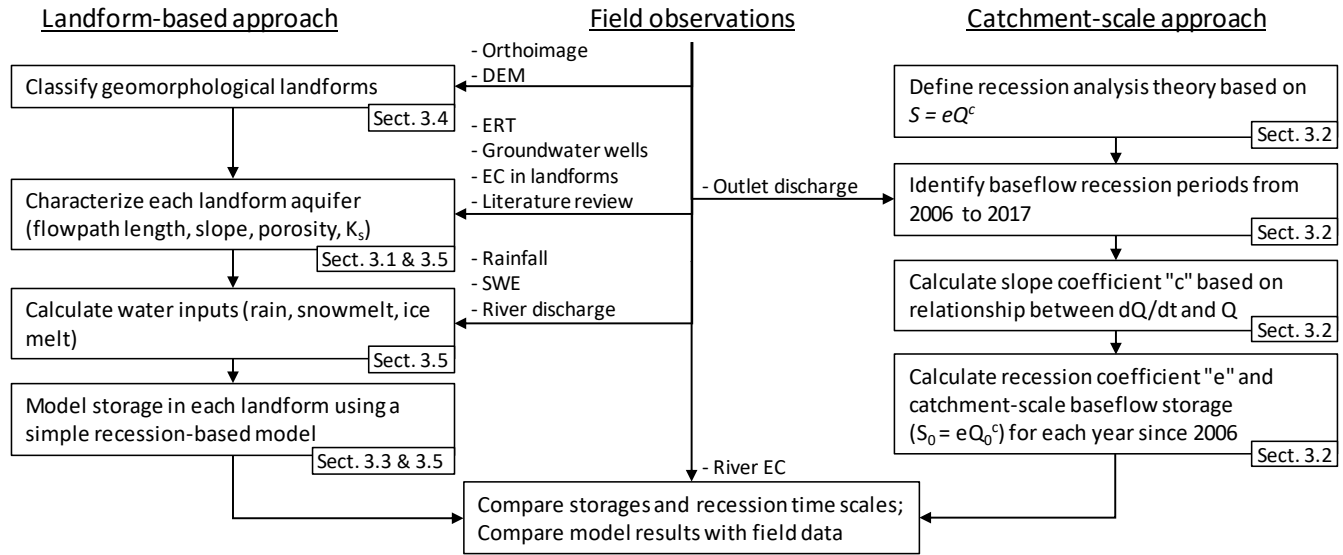 Landform-based approach
Classify geomorphological landforms
Sect. 3.4
Characterize each landform aquifer
(flowpath length, slope, porosity, Kₛ)
Sect. 3.1 & 3.5
Calculate water inputs (rain, snowmelt, ice
melt)
Sect. 3.5
Model storage in each landform using a
simple recession-based model
Sect. 3.3 & 3.5
Field observations
- Orthoimage
- DEM
- ERT
- Groundwater wells
- EC in landforms
- Literature review
- Outlet discharge
- Rainfall
- SWE
- River discharge
- River EC
Catchment-scale approach
Define recession analysis theory based on
S = eQᶜ
Sect. 3.2
Identify baseflow recession periods from
2006 to 2017
Sect. 3.2
Calculate slope coefficient "c" based on
relationship between dQ/dt and Q
Sect. 3.2
Calculate recession coefficient "e" and
catchment-scale baseflow storage
(S₀ = eQ₀ᶜ) for each year since 2006
Sect. 3.2
Compare storages and recession time scales;
Compare model results with field data